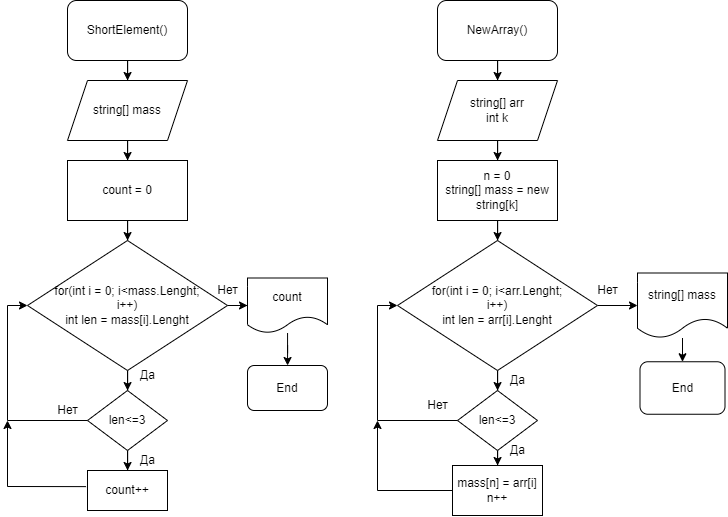 ShortElement()
string[] mass
count = 0
for(int i = 0; i<mass.Lenght;
i++)
int len = mass[i].Lenght
Нет
count
End
Да
len<=3
Нет
Да
count++
NewArray()
string[] arr
int k
n = 0
string[] mass = new
string[k]
for(int i = 0; i<arr.Lenght;
i++)
int len = arr[i].Lenght
Нет
string[] mass
End
Да
len<=3
Нет
Да
mass[n] = arr[i]
n++